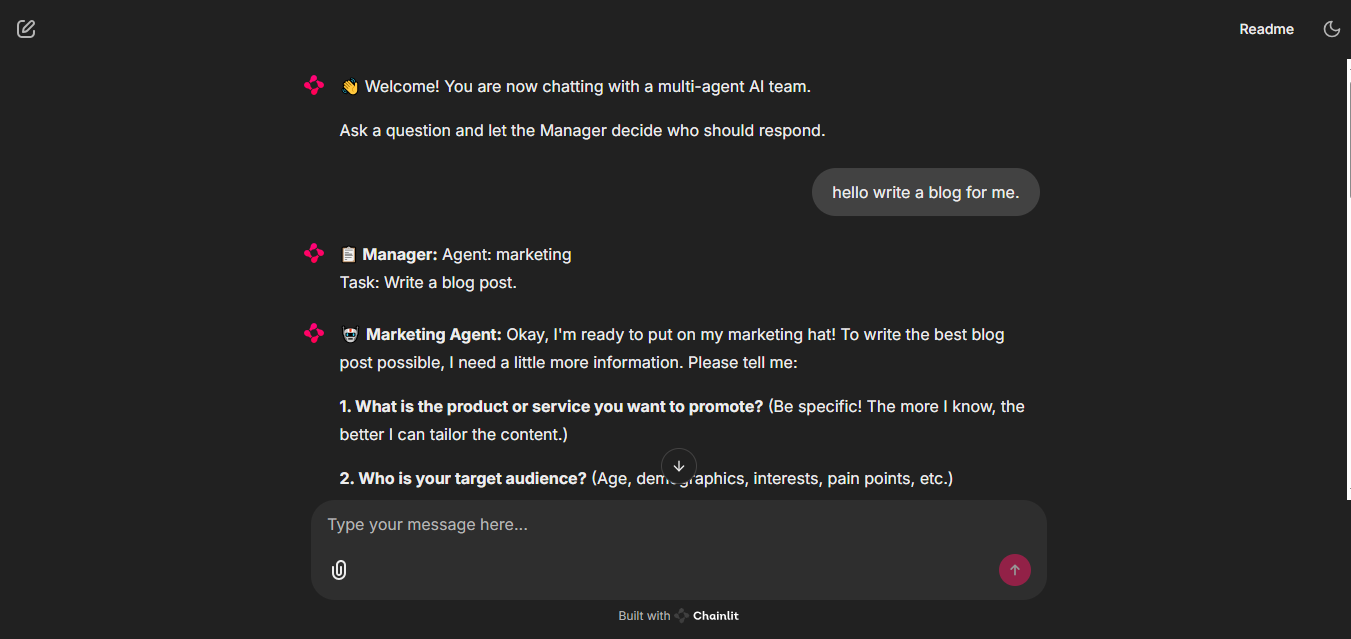 Readme
👋 Welcome! You are now chatting with a multi-agent AI team.
Ask a question and let the Manager decide who should respond.
hello write a blog for me.
📋 Manager: Agent: marketing
Task: Write a blog post.
🤖 Marketing Agent: Okay, I'm ready to put on my marketing hat! To write the best blog
post possible, I need a little more information. Please tell me:
1. What is the product or service you want to promote? (Be specific! The more I know, the
better I can tailor the content.)
2. Who is your target audience? (Age, demographics, interests, pain points, etc.)
Type your message here...
Built with Chainlit